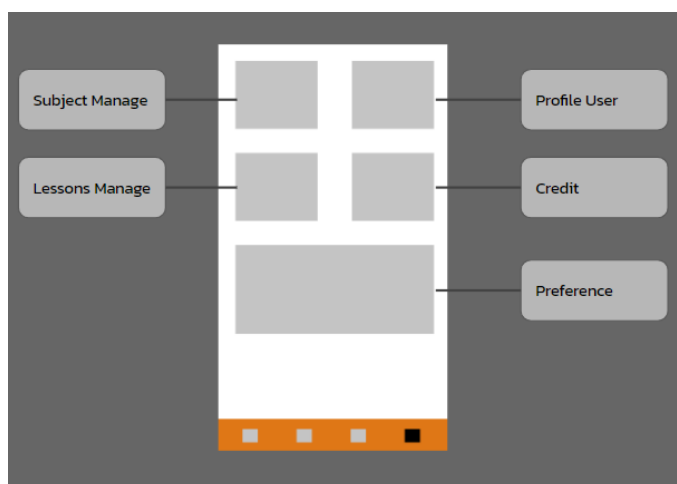 Subject Manage
Profile User
Lessons Manage
Credit
Preference